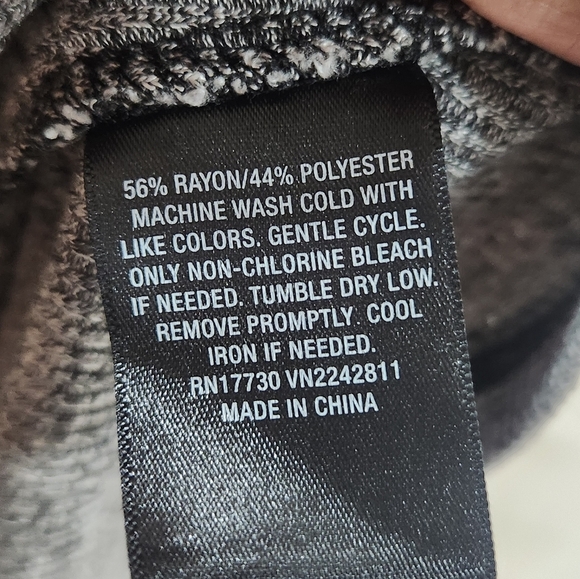 56% RAYON/44% POLYESTER
MACHINE WASH COLD WITH
LIKE COLORS. GENTLE CYCLE.
ONLY NON-CHLORINE BLEACH
IF NEEDED. TUMBLE DRY LOW.
REMOVE PROMPTLY COOL
IRON IF NEEDED.
RN17730 VN2242811
MADE IN CHINA